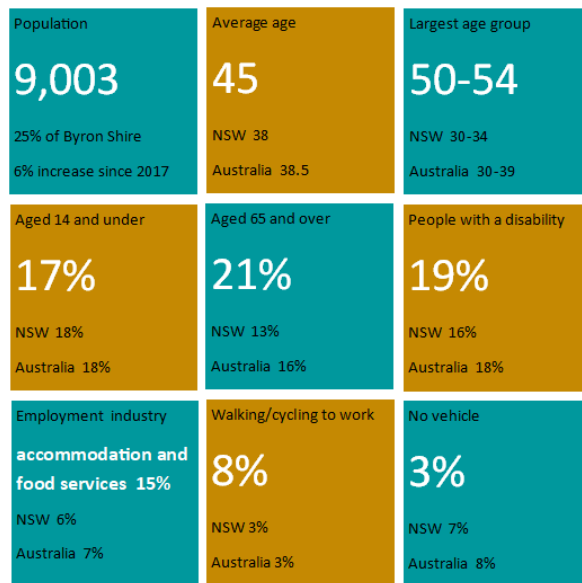 Population
9,003
25% of Byron Shire
6% increase since 2017
Average age
45
NSW 38
Australia 38.5
Largest age group
50-54
NSW 30-34
Australia 30-39
Aged 14 and under
17%
NSW 18%
Australia 18%
Aged 65 and over
21%
NSW 13%
Australia 16%
People with a disability
19%
NSW 16%
Australia 18%
Employment industry
accommodation and
food services 15%
NSW 6%
Australia 7%
Walking/cycling to work
8%
NSW 3%
Australia 3%
No vehicle
3%
NSW 7%
Australia 8%